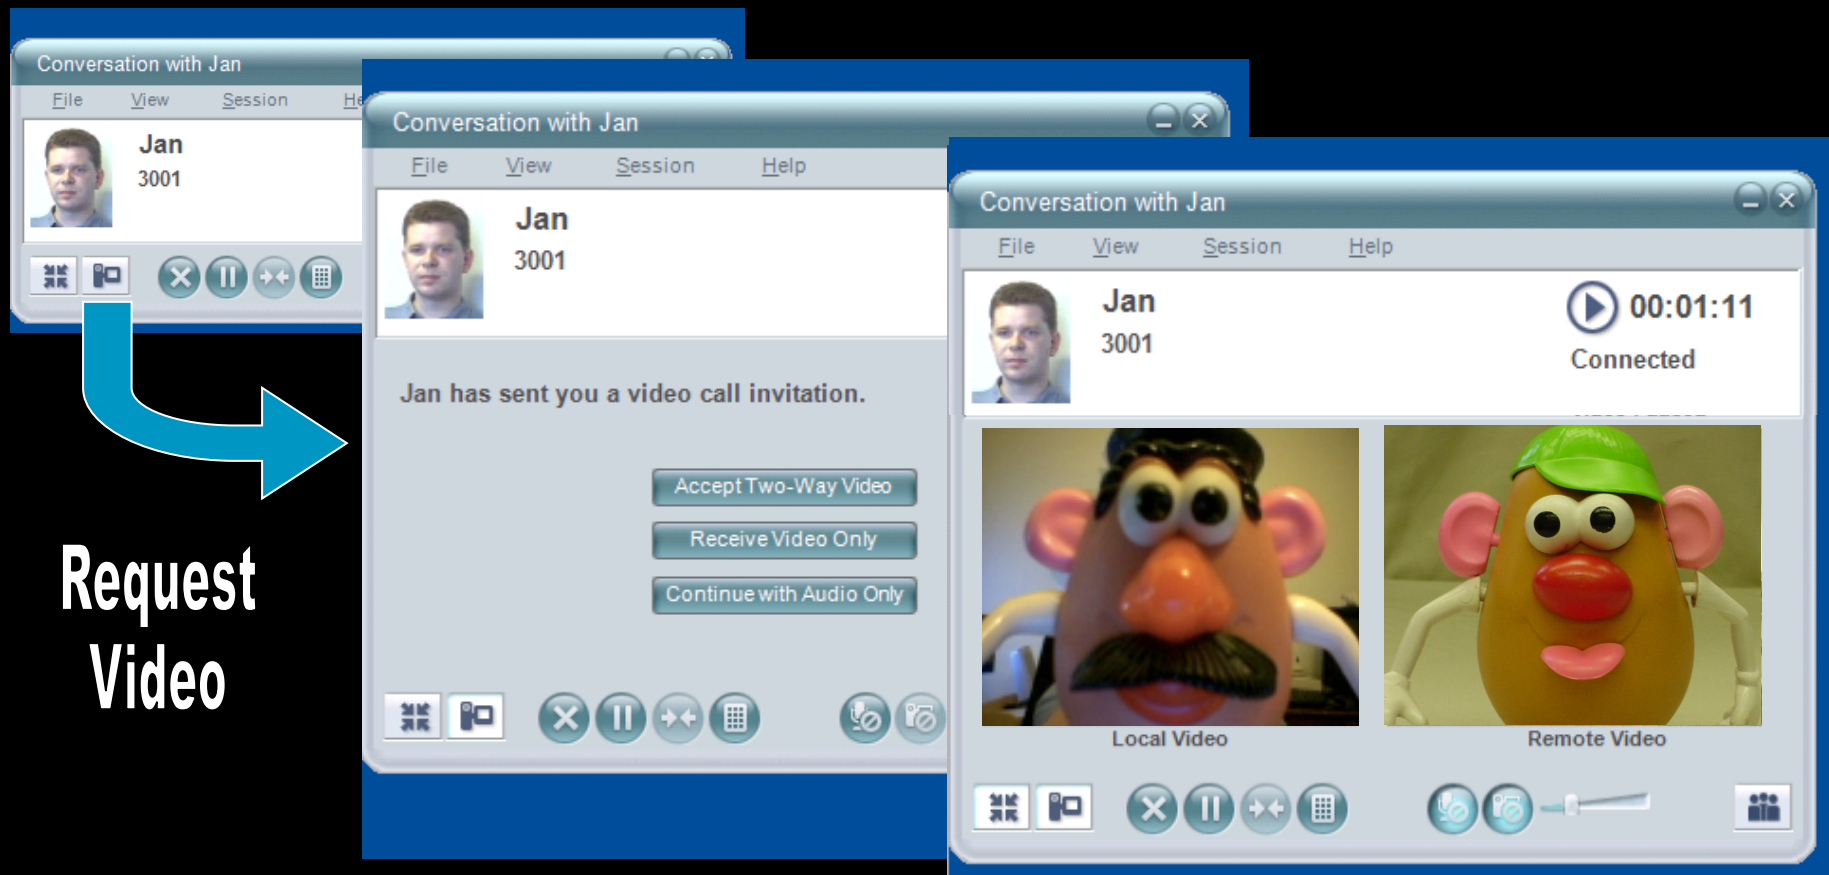 Conversation with Jan
File View Session
Jan
3001
Request
Video
Conversation with Jan
File View Session Help
Jan
3001
Jan has sent you a video call invitation.
Accept Two-Way Video
Receive Video Only
Continue with Audio Only
Conversation with Jan
File View Session Help
Jan
3001
00:01:11
Connected
Local Video
Remote Video